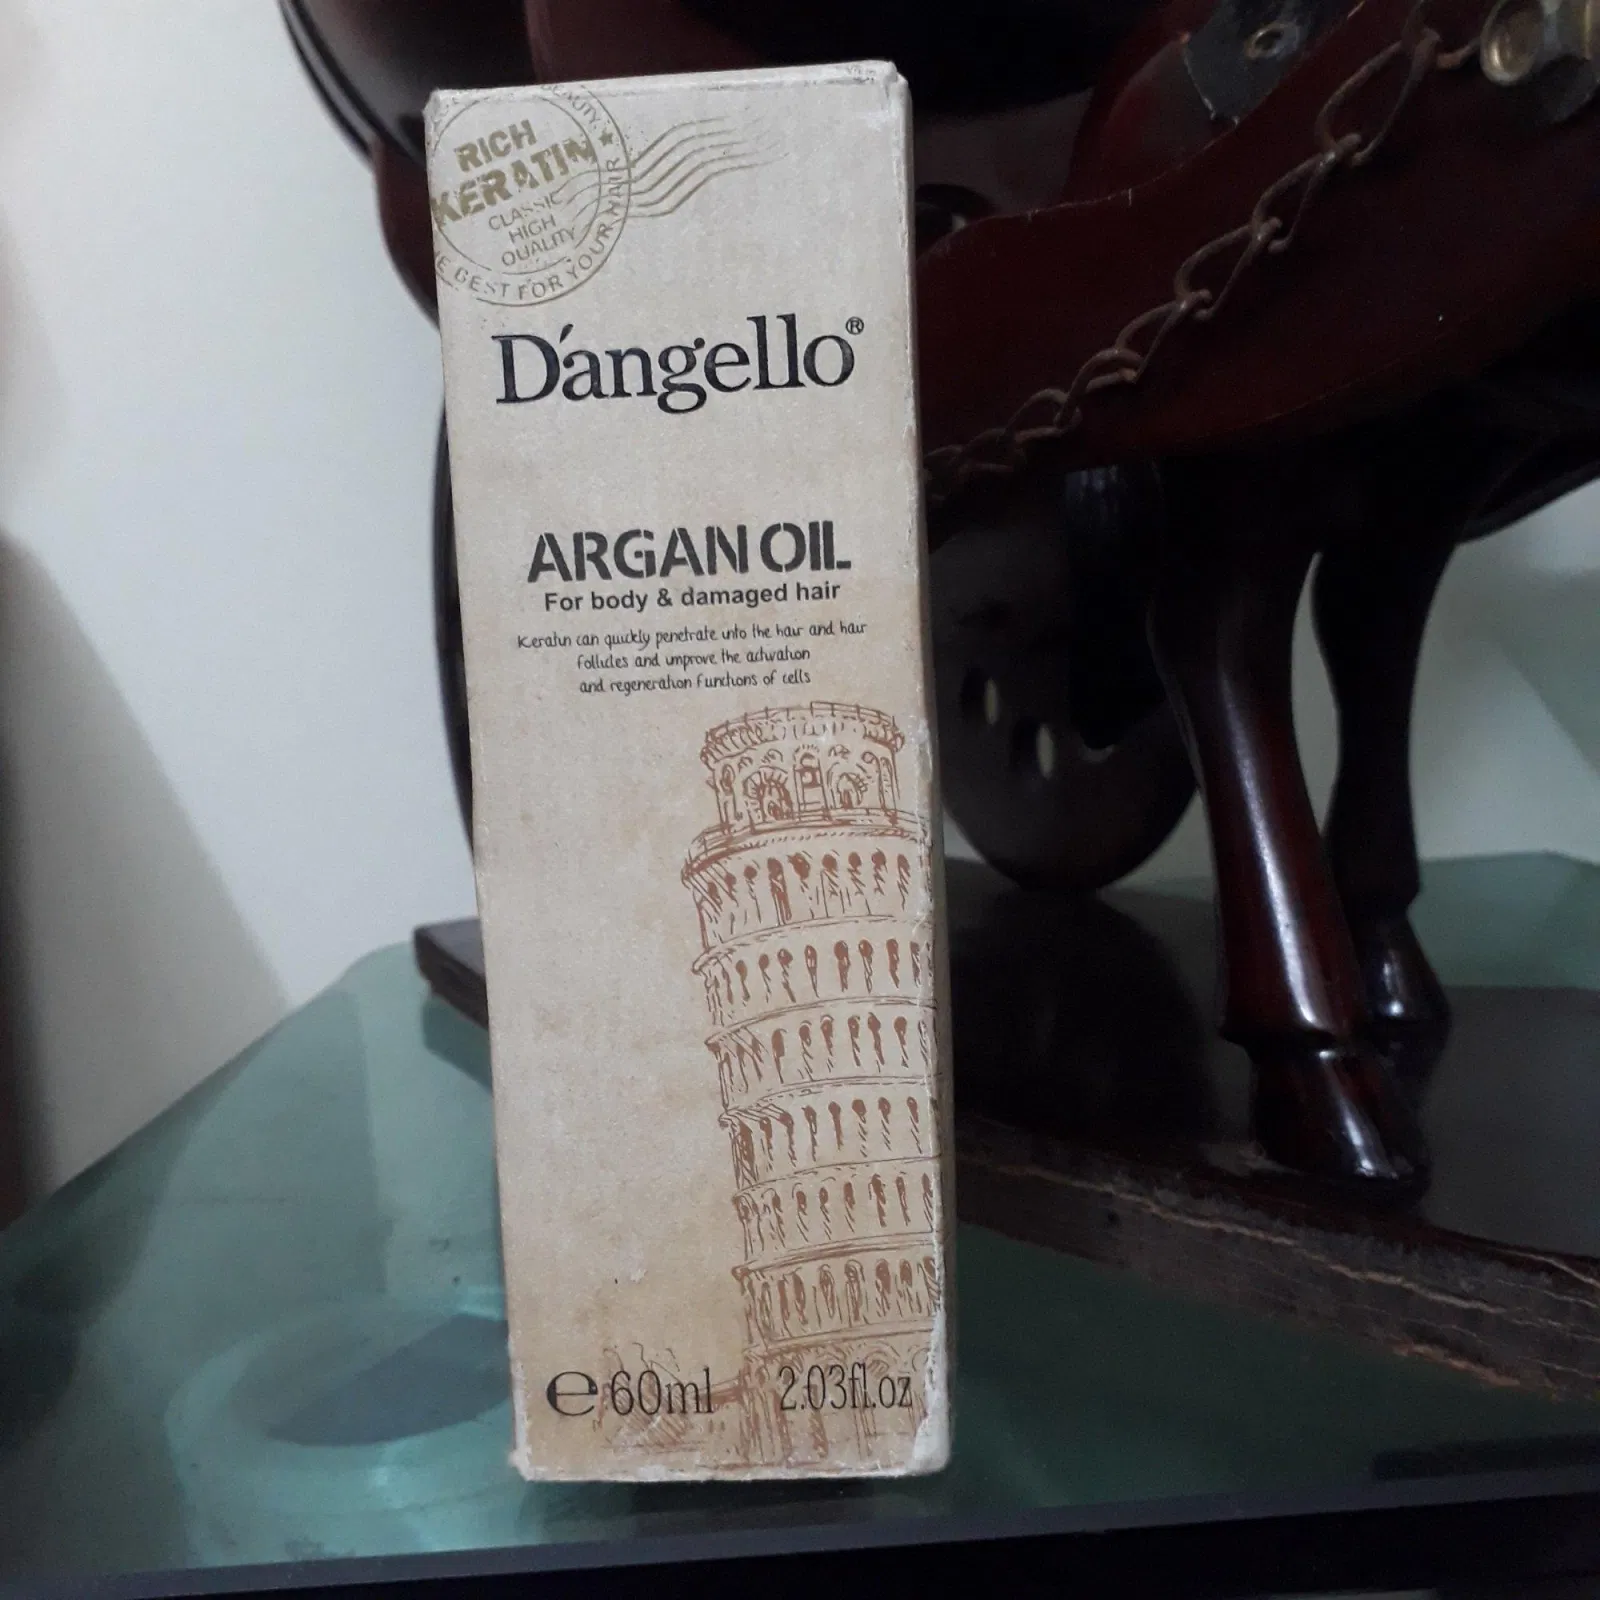 BEAUTY
RICH
KERATIN
CLASSIC
HIGH
QUALITY
BEST FOR YOUR HAIR
D'angello®
ARGAN OIL
For body & damaged hair
Keratin can quickly penetrate into the hair and hair
follicles and improve the activation
and regeneration functions of cells
℮60ml 2.03fl.oz